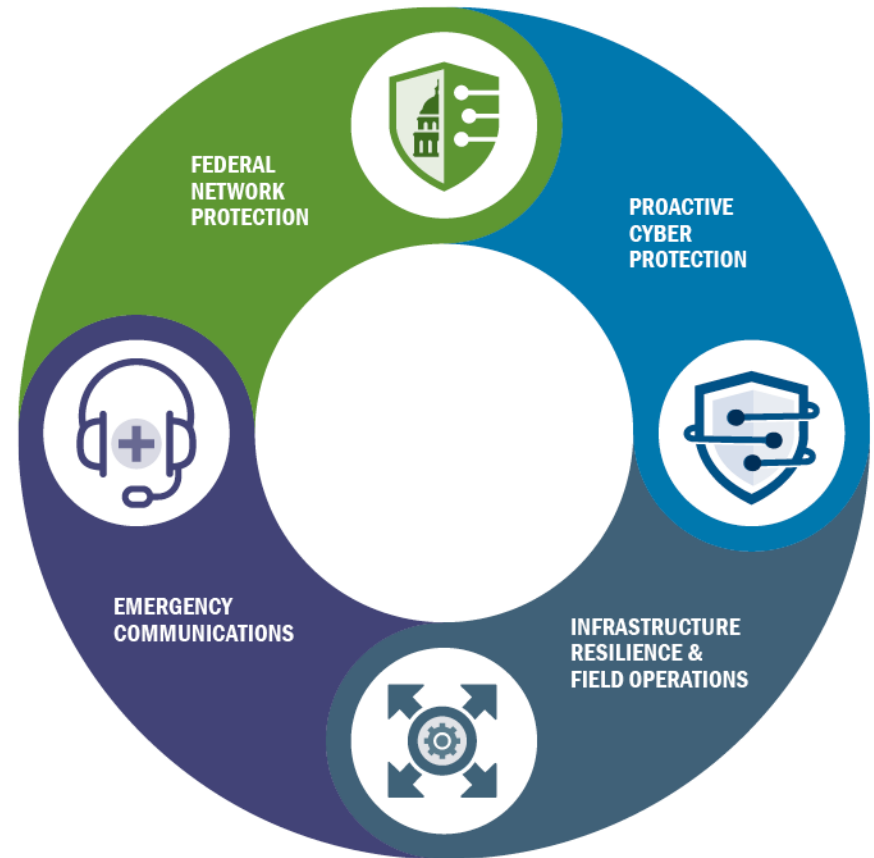 FEDERAL
NETWORK
PROTECTION
PROACTIVE
CYBER
PROTECTION
EMERGENCY
COMMUNICATIONS
INFRASTRUCTURE
RESILIENCE &
FIELD OPERATIONS